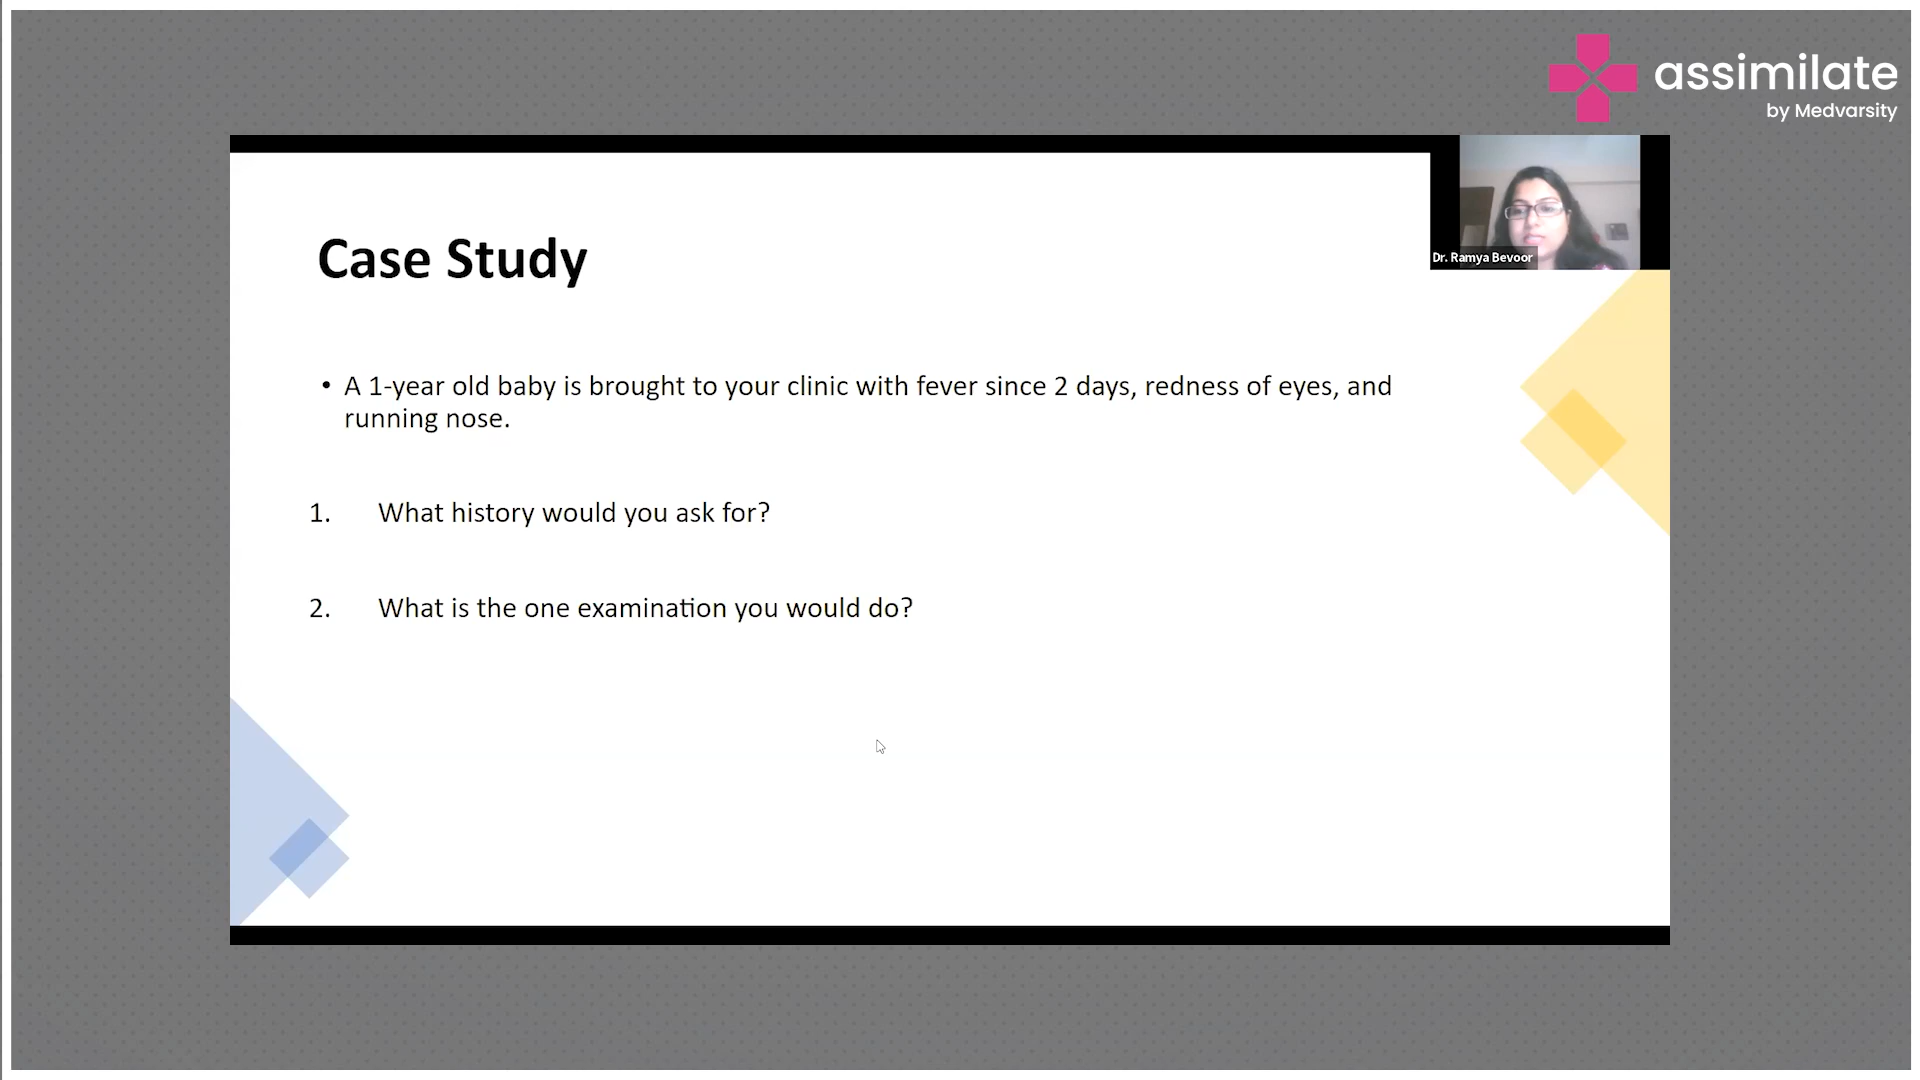 assimilate
by Medvarsity
Dr. Ramya Bevoor
Case Study
• A 1-year old baby is brought to your clinic with fever since 2 days, redness of eyes, and
running nose.
1. What history would you ask for?
2. What is the one examination you would do?